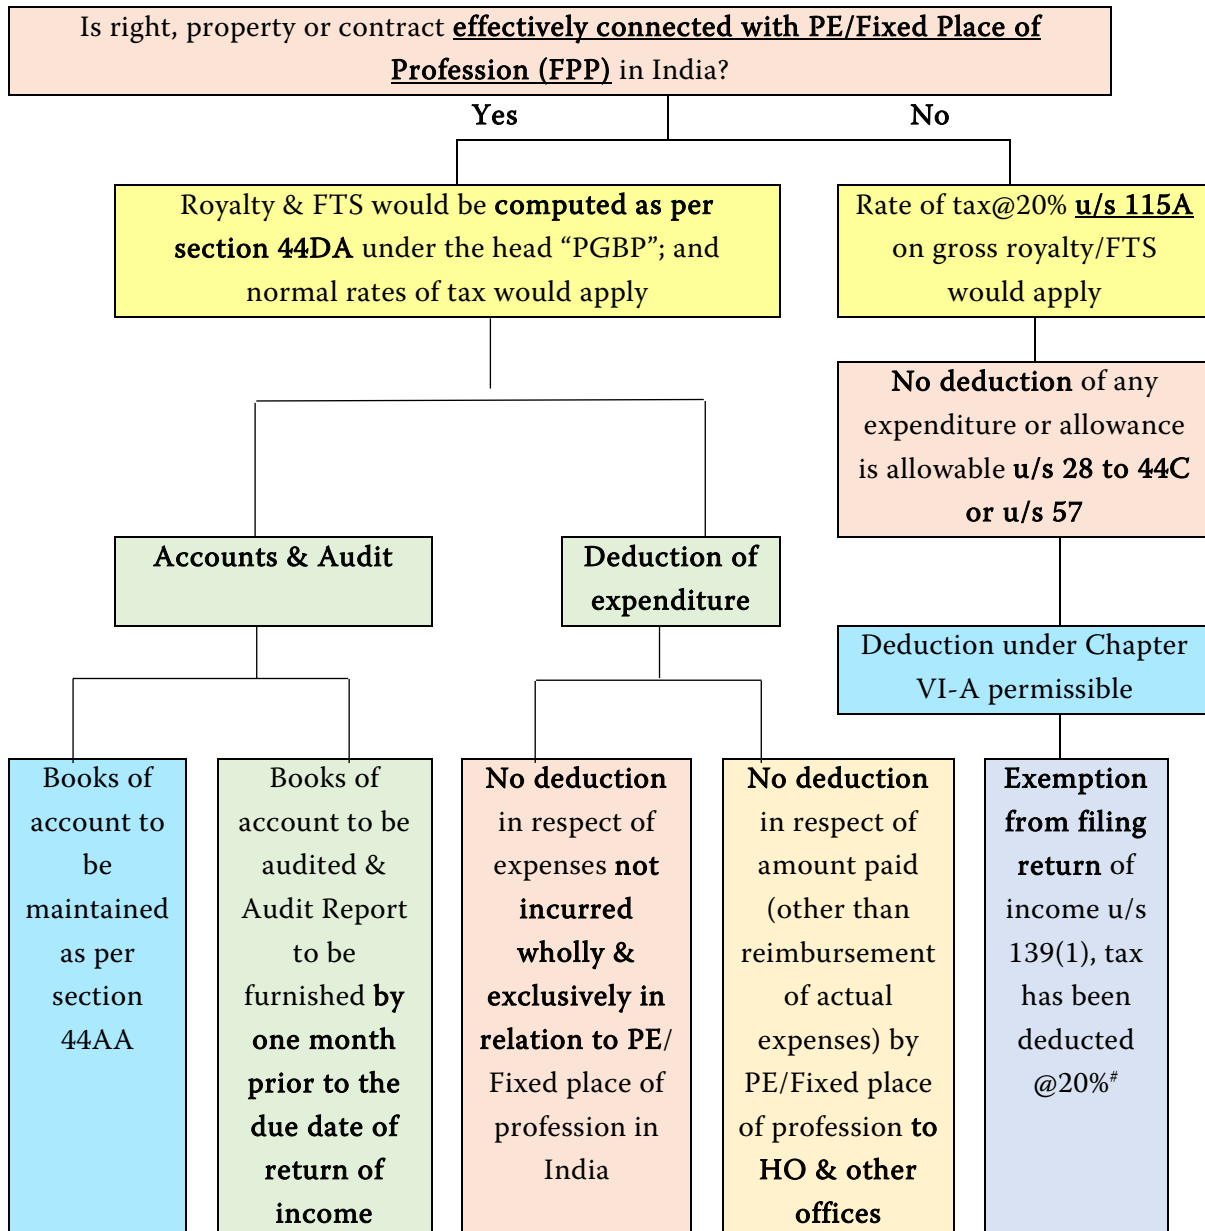 Is right, property or contract effectively connected with PE/Fixed Place of
Profession (FPP) in India?
Yes
No
Royalty & FTS would be computed as per
section 44DA under the head “PGBP”; and
normal rates of tax would apply
Rate of tax@20% u/s 115A
on gross royalty/FTS
would apply
No deduction of any
expenditure or allowance
is allowable u/s 28 to 44C
or u/s 57
Accounts & Audit
Deduction of
expenditure
Deduction under Chapter
VI-A permissible
Books of
account to
be
maintained
as per
section
44AA
Books of
account to be
audited &
Audit Report
to be
furnished by
one month
prior to the
due date of
return of
income
No deduction
in respect of
expenses not
incurred
wholly &
exclusively in
relation to PE/
Fixed place of
profession in
India
No deduction
in respect of
amount paid
(other than
reimbursement
of actual
expenses) by
PE/Fixed place
of profession to
HO & other
offices
Exemption
from filing
return of
income u/s
139(1), tax
has been
deducted
@20%#